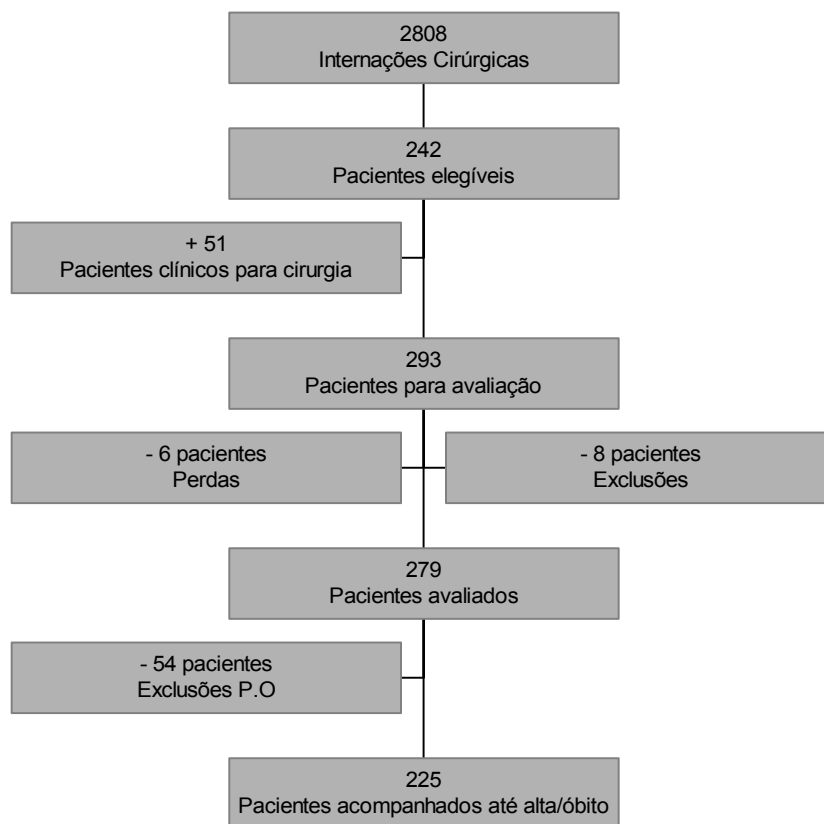 2808
Internações Cirúrgicas
242
Pacientes elegíveis
+ 51
Pacientes clínicos para cirurgia
293
Pacientes para avaliação
- 6 pacientes
Perdas
- 8 pacientes
Exclusões
279
Pacientes avaliados
- 54 pacientes
Exclusões P.O
225
Pacientes acompanhados até alta/óbito